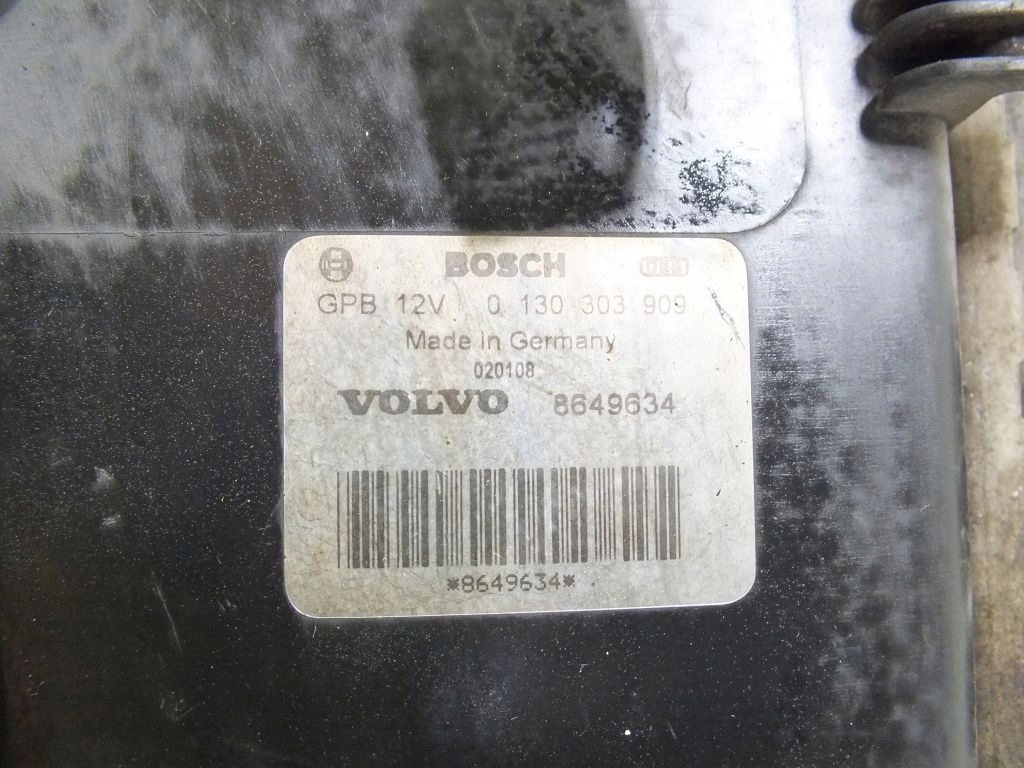 BOSCH
GPB 12V 0 130 303 909
Made in Germany
020108
VOLVO 8649634
*8649634*